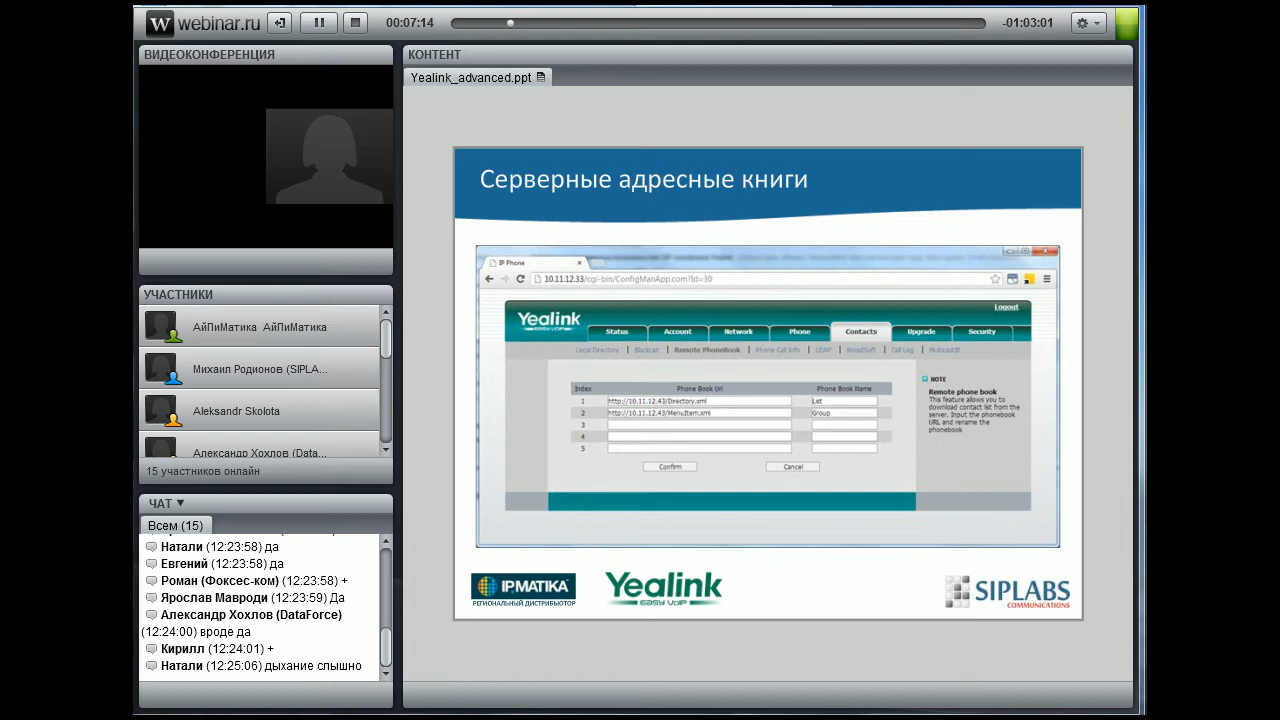 W webinar.ru 00:07:14 -01:03:01
ВИДЕОКОНФЕРЕНЦИЯ
УЧАСТНИКИ
АйПиМатика АйПиМатика
Михаил Родионов (SIPLA...
Aleksandr Skolota
Александр Хохлов (Data...
15 участников онлайн
ЧАТ
Всем (15)
Натали (12:23:58) да
Евгений (12:23:58) да
Роман (Фоксес-ком) (12:23:58) +
Ярослав Мавроди (12:23:59) Да
Александр Хохлов (DataForce)
(12:24:00) вроде да
Кирилл (12:24:01) +
Натали (12:25:06) дыхание слышно
КОНТЕНТ
Yealink_advanced.ppt
Серверные адресные книги
IP Phone
10.11.12.33/cgi-bin/ConfigManApp.com?Id=30
Logout
Yealink
EASY VOIP
Status Account Network Phone Contacts Upgrade Security
Local Directory | BlackList | Remote PhoneBook | Phone Call Info | LDAP | BroadSoft | Call Log | MulticastIP
Index Phone Book Url Phone Book Name
1 http://10.11.12.43/Directory.xml List
2 http://10.11.12.43/MenuItem.xml Group
3
4
5
Confirm Cancel
NOTE
Remote phone book
This feature allows you to
download contact list from the
server. Input the phonebook
URL and rename the
phonebook.
IPMATIKA
РЕГИОНАЛЬНЫЙ ДИСТРИБЬЮТОР
Yealink
EASY VOIP
SIPLABS
COMMUNICATIONS